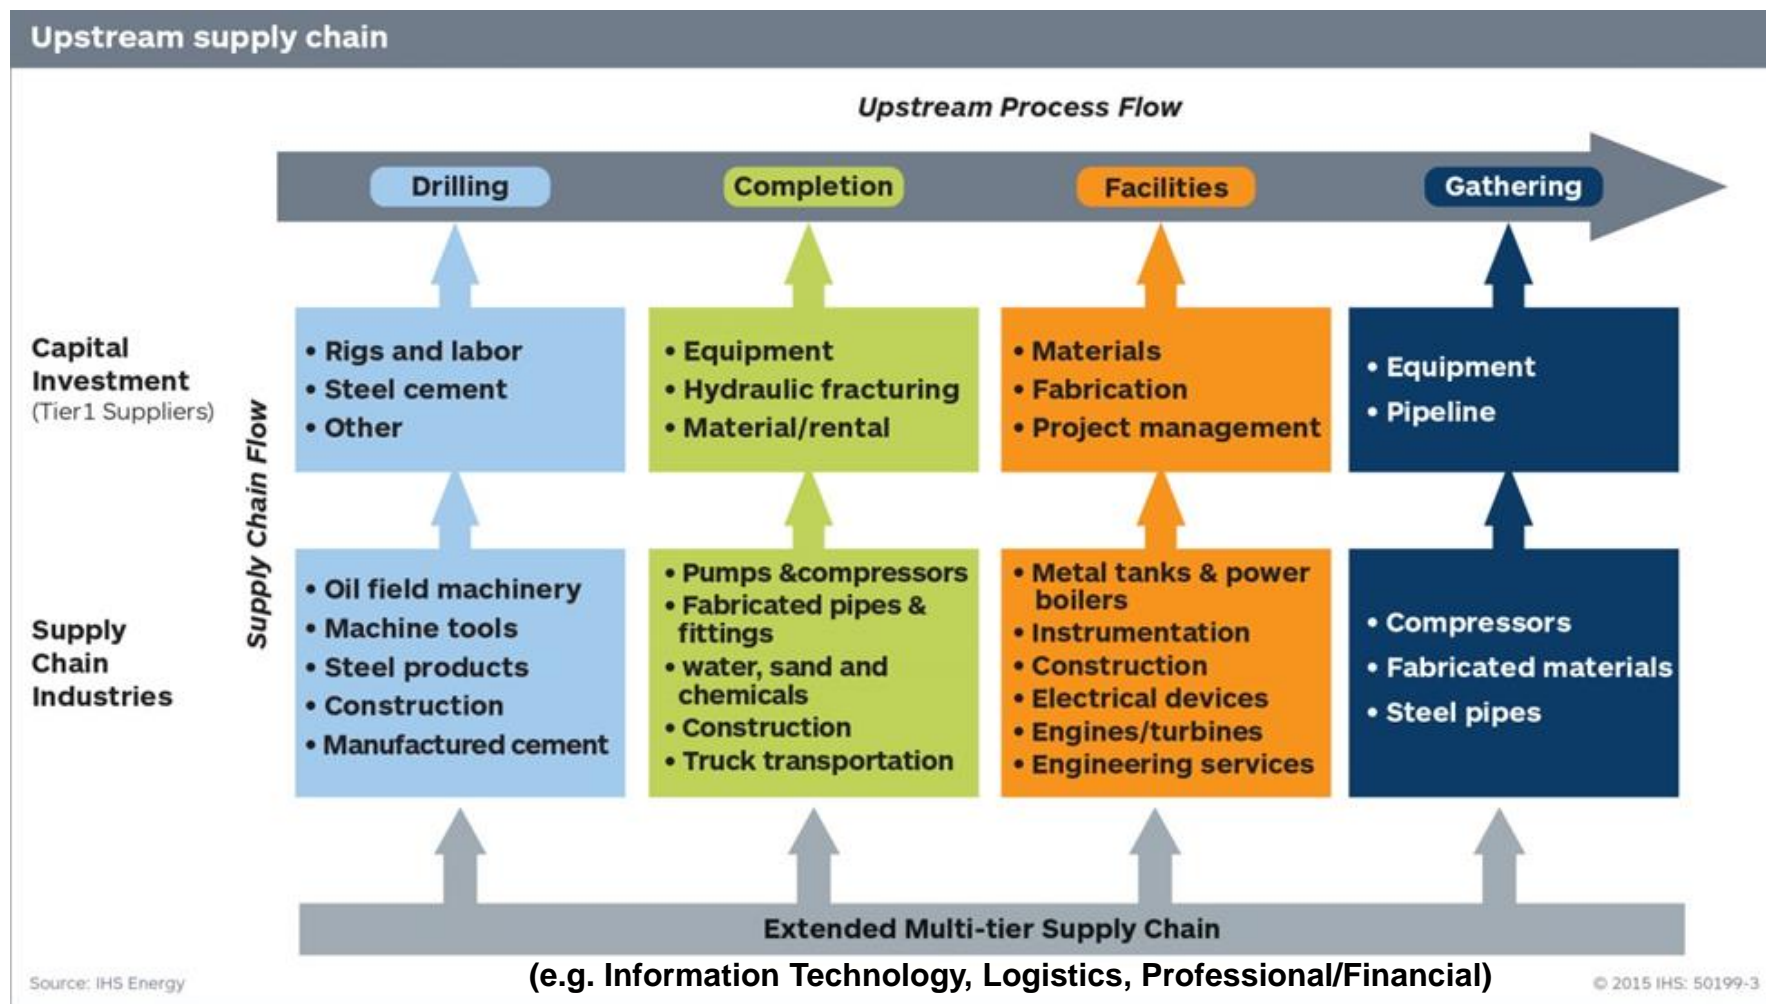 Upstream supply chain
Upstream Process Flow
Drilling
Completion
Facilities
Gathering
Capital
Investment
(Tier1 Suppliers)
Supply Chain Flow
• Rigs and labor
• Steel cement
• Other
• Equipment
• Hydraulic fracturing
• Material/rental
• Materials
• Fabrication
• Project management
• Equipment
• Pipeline
Supply
Chain
Industries
• Oil field machinery
• Machine tools
• Steel products
• Construction
• Manufactured cement
• Pumps &compressors
• Fabricated pipes &
fittings
• water, sand and
chemicals
• Construction
• Truck transportation
• Metal tanks & power
boilers
• Instrumentation
• Construction
• Electrical devices
• Engines/turbines
• Engineering services
• Compressors
• Fabricated materials
• Steel pipes
Extended Multi-tier Supply Chain
(e.g. Information Technology, Logistics, Professional/Financial)
Source: IHS Energy
© 2015 IHS: 50199-3